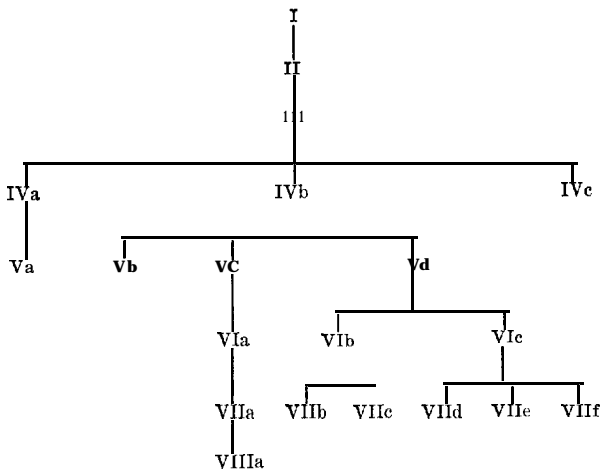 I
II
111
IVa IVb IVc
Va Vb VC Vd
VIa VIb VIc
VIIa VIIb VIIc VIId VIIe VIIf
VIIIa